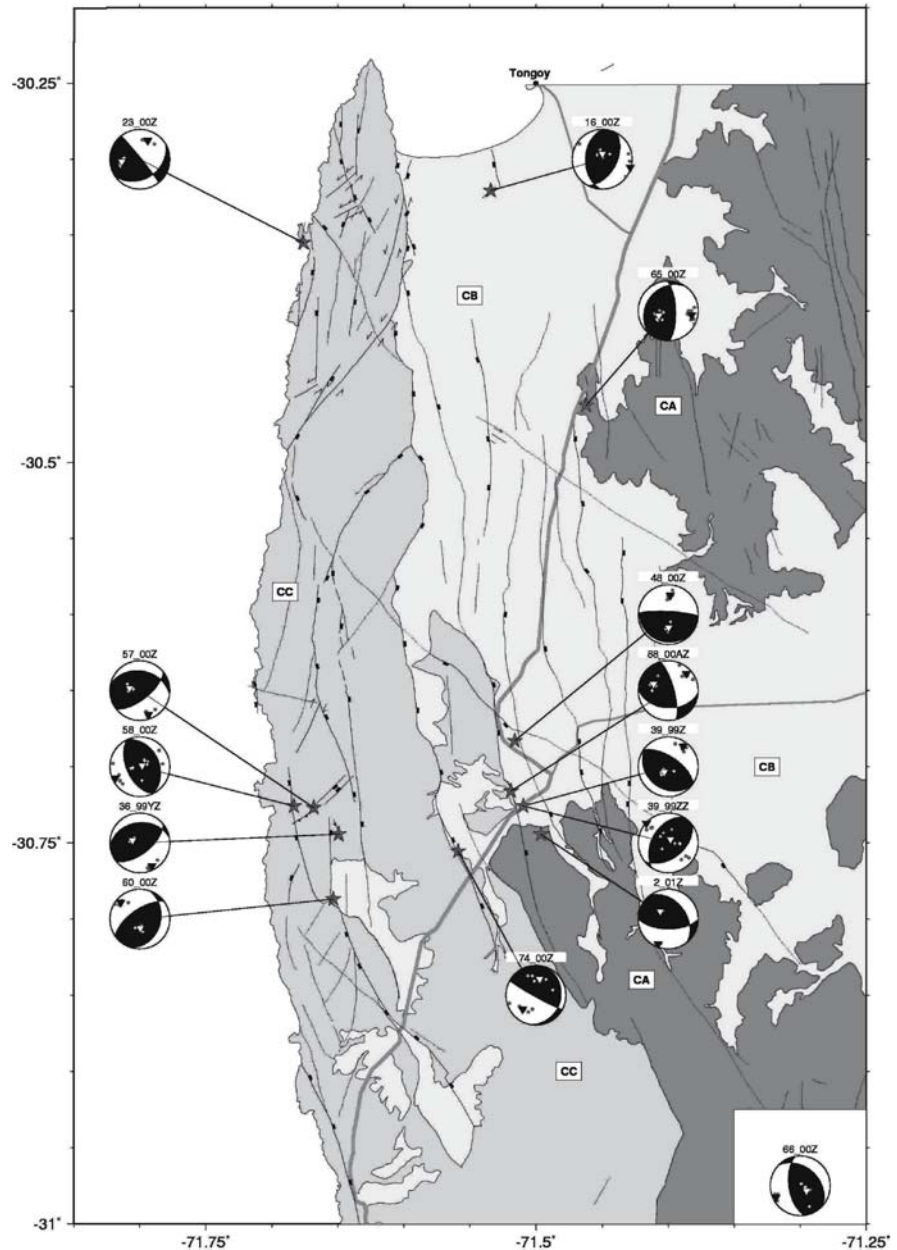 Tongoy
-30.25°
23_00Z
16_00Z
65_00Z
CB
CA
-30.5°
48_00Z
CC
57_00Z
88_00AZ
58_00Z
39_99Z
CB
36_99YZ
39_99ZZ
-30.75°
60_00Z
2_01Z
74_00Z
CA
CC
66_00Z
-31°
-71.75°
-71.5°
-71.25°